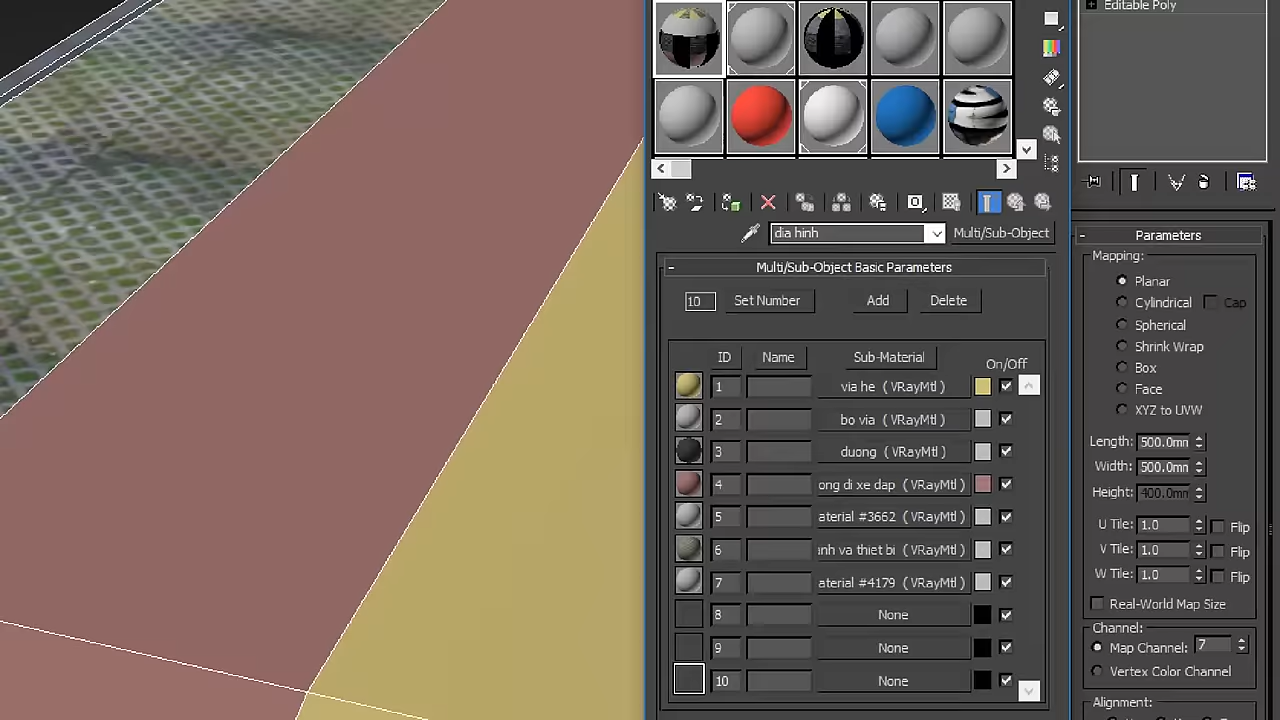 Editable Poly
dia hinh
Multi/Sub-Object
Multi/Sub-Object Basic Parameters
10 Set Number Add Delete
ID Name Sub-Material On/Off
1 via he (VRayMtl)
2 bo via (VRayMtl)
3 duong (VRayMtl)
4 ong di xe dap (VRayMtl)
5 aterial #3662 (VRayMtl)
6 inh va thiet bi (VRayMtl)
7 aterial #4179 (VRayMtl)
8 None
9 None
10 None
Parameters
Mapping:
Planar
Cylindrical Cap
Spherical
Shrink Wrap
Box
Face
XYZ to UVW
Length: 500.0mn
Width: 500.0mn
Height: 400.0mn
U Tile: 1.0 Flip
V Tile: 1.0 Flip
W Tile: 1.0 Flip
Real-World Map Size
Channel:
Map Channel: 7
Vertex Color Channel
Alignment: